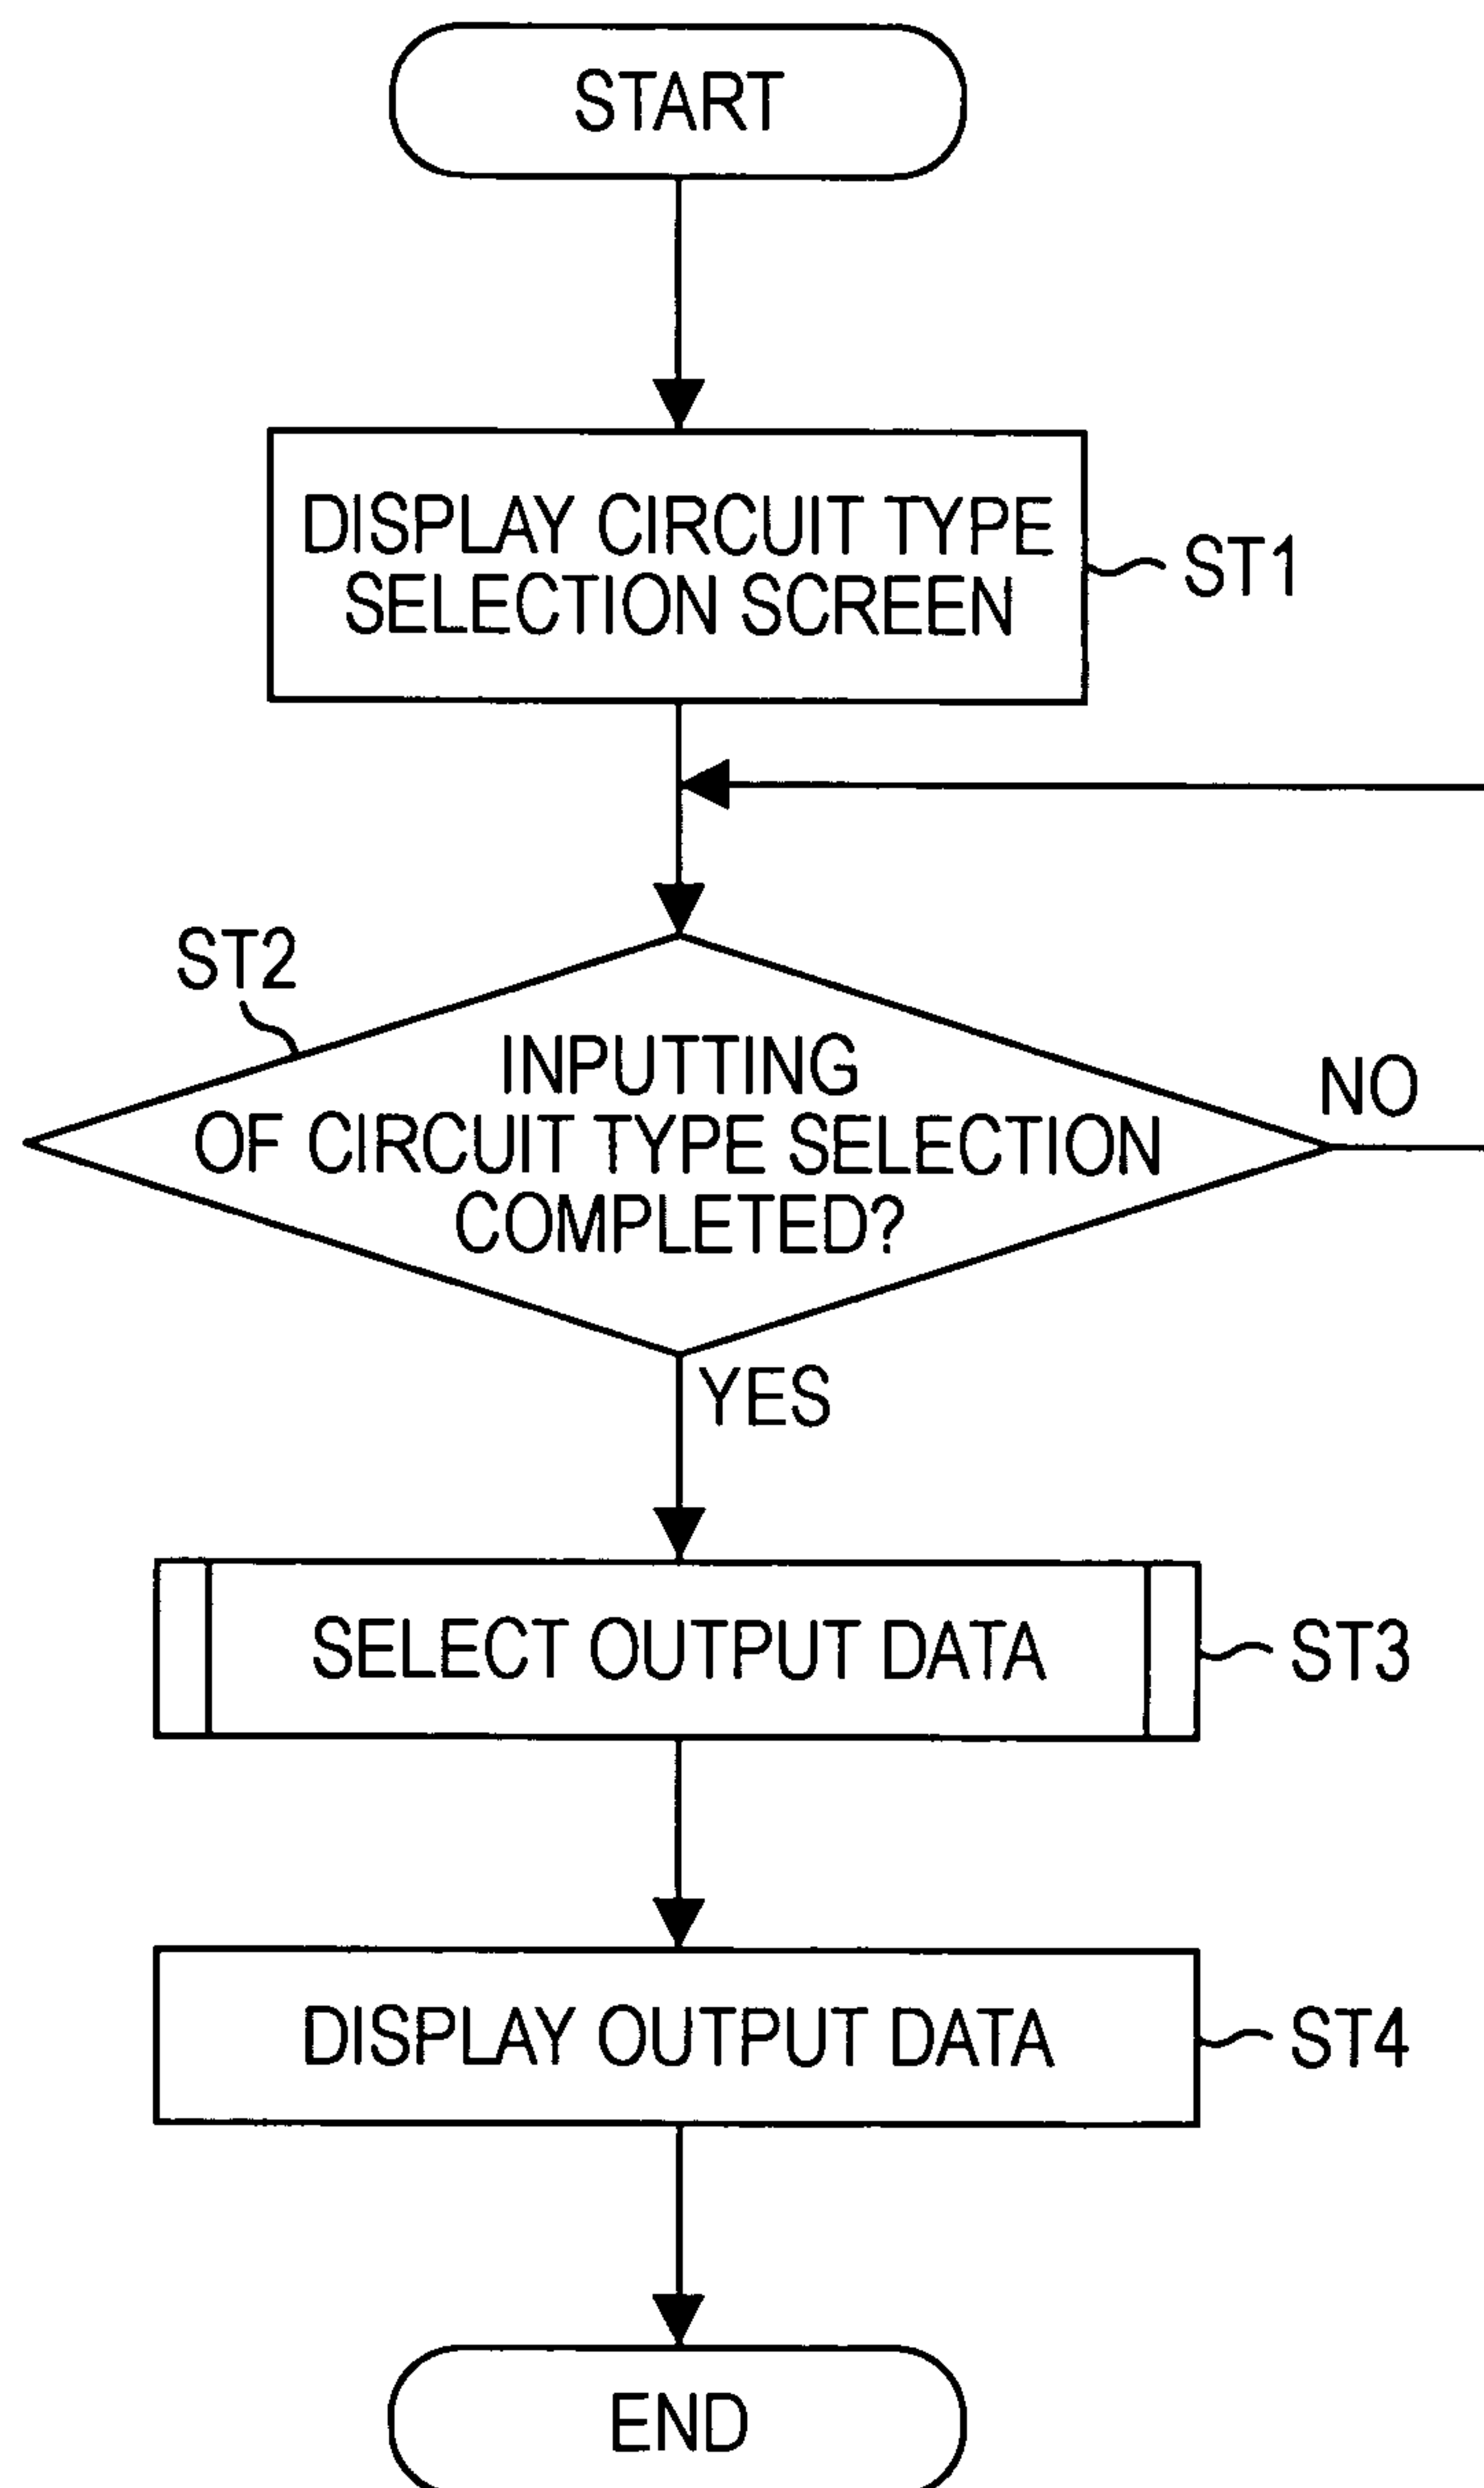 START
DISPLAY CIRCUIT TYPE
SELECTION SCREEN
ST1
ST2
INPUTTING
OF CIRCUIT TYPE SELECTION
COMPLETED?
NO
YES
SELECT OUTPUT DATA
ST3
DISPLAY OUTPUT DATA
ST4
END